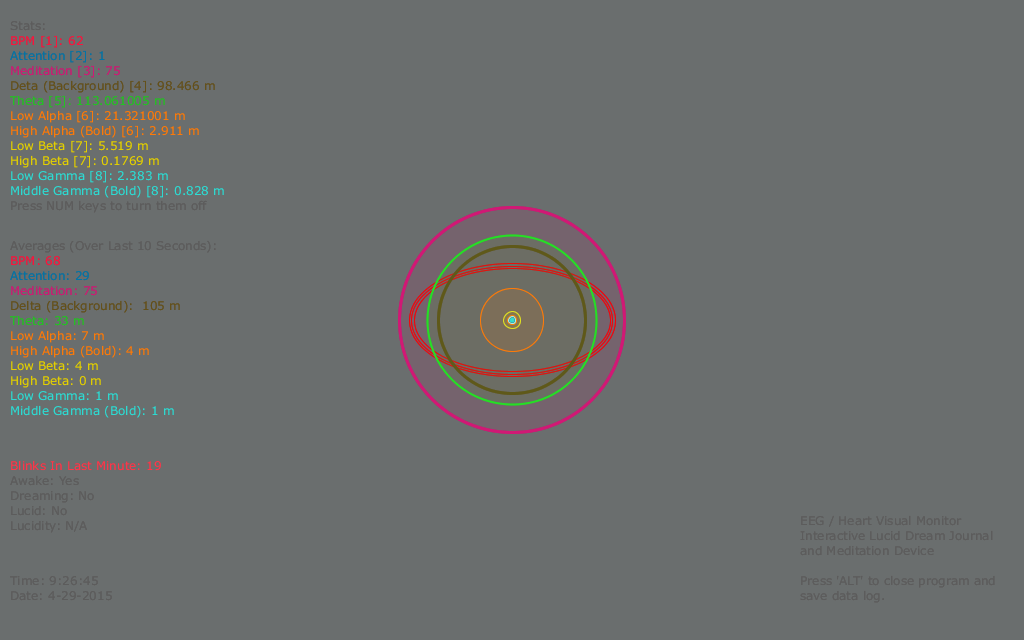 Stats:
BPM [1]: 62
Attention [2]: 1
Meditation [3]: 75
Deta (Background) [4]: 98.466 m
Theta [5]: 113.061005 m
Low Alpha [6]: 21.321001 m
High Alpha (Bold) [6]: 2.911 m
Low Beta [7]: 5.519 m
High Beta [7]: 0.1769 m
Low Gamma [8]: 2.383 m
Middle Gamma (Bold) [8]: 0.828 m
Press NUM keys to turn them off
Averages (Over Last 10 Seconds):
BPM: 68
Attention: 29
Meditation: 75
Delta (Background):  105 m
Theta: 33 m
Low Alpha: 7 m
High Alpha (Bold): 4 m
Low Beta: 4 m
High Beta: 0 m
Low Gamma: 1 m
Middle Gamma (Bold): 1 m
Blinks In Last Minute: 19
Awake: Yes
Dreaming: No
Lucid: No
Lucidity: N/A
Time: 9:26:45
Date: 4-29-2015
EEG / Heart Visual Monitor
Interactive Lucid Dream Journal
and Meditation Device
Press 'ALT' to close program and
save data log.